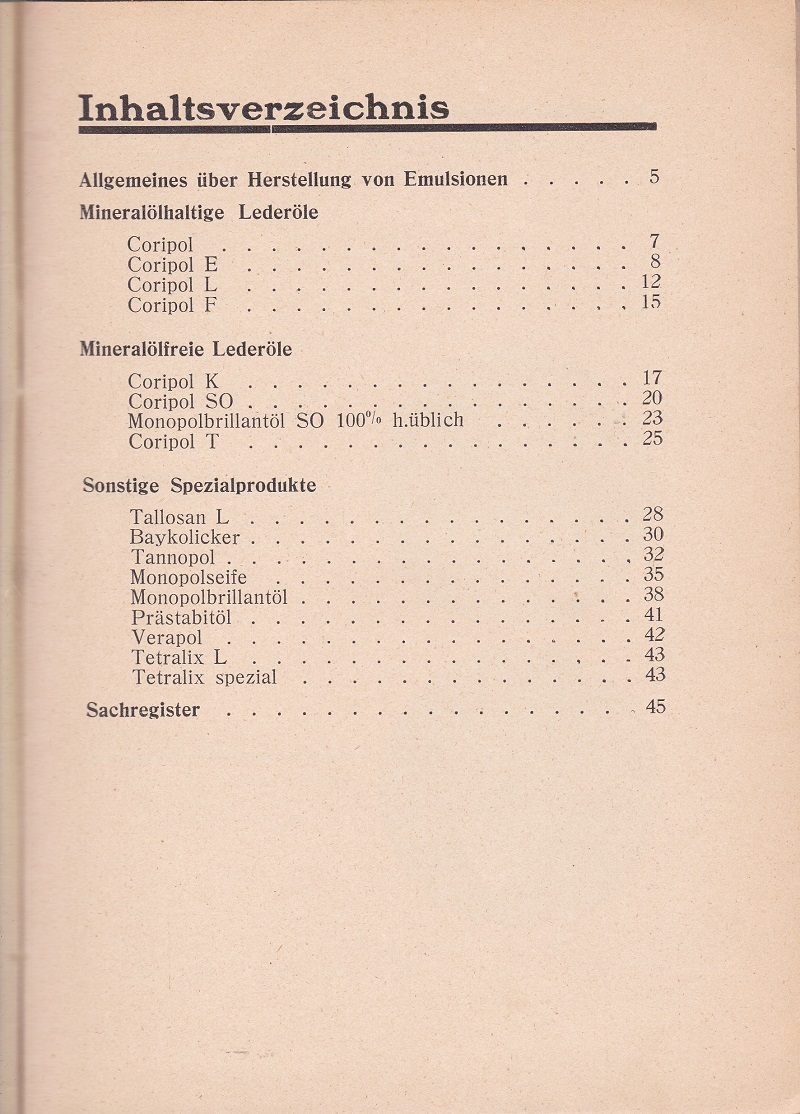 Inhaltsverzeichnis
Allgemeines über Herstellung von Emulsionen . . . . . 5
Mineralölhaltige Lederöle
Coripol . . . . . . . . . . . . . . . . . 7
Coripol E . . . . . . . . . . . . . . . . 8
Coripol L . . . . . . . . . . . . . . . . 12
Coripol F . . . . . . . . . . . . . . . . 15
Mineralölfreie Lederöle
Coripol K . . . . . . . . . . . . . . . . 17
Coripol SO . . . . . . . . . . . . . . . . 20
Monopolbrillantöl SO 100% h.üblich . . . . . . 23
Coripol T . . . . . . . . . . . . . . . . 25
Sonstige Spezialprodukte
Tallosan L . . . . . . . . . . . . . . . . 28
Baykolicker . . . . . . . . . . . . . . . . 30
Tannopol . . . . . . . . . . . . . . . . . 32
Monopolseife . . . . . . . . . . . . . . . 35
Monopolbrillantöl . . . . . . . . . . . . . . 38
Prästabitöl . . . . . . . . . . . . . . . . 41
Verapol . . . . . . . . . . . . . . . . . 42
Tetralix L . . . . . . . . . . . . . . . . 43
Tetralix spezial . . . . . . . . . . . . . . 43
Sachregister . . . . . . . . . . . . . . . . . 45